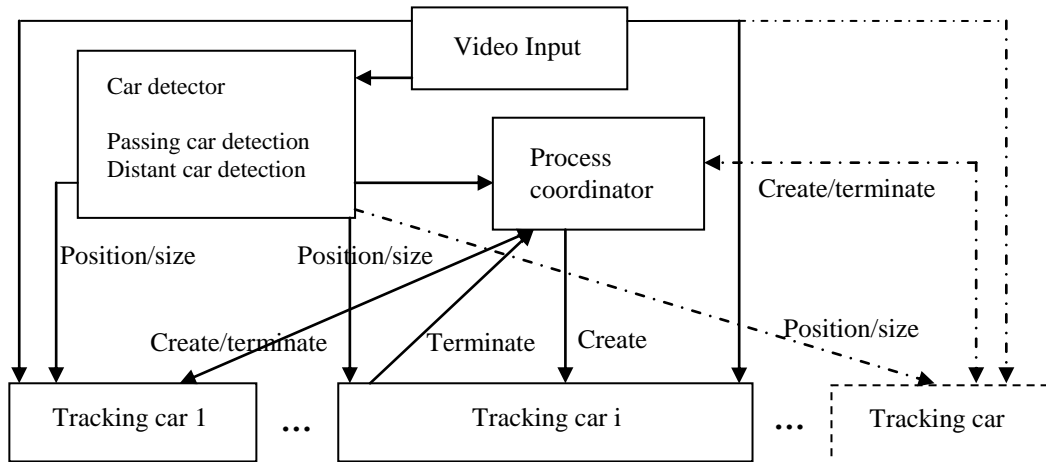 Video Input
Car detector
Passing car detection
Distant car detection
Process
coordinator
Create/terminate
Position/size
Position/size
Create/terminate
Terminate
Create
Position/size
Tracking car 1
...
Tracking car i
...
Tracking car